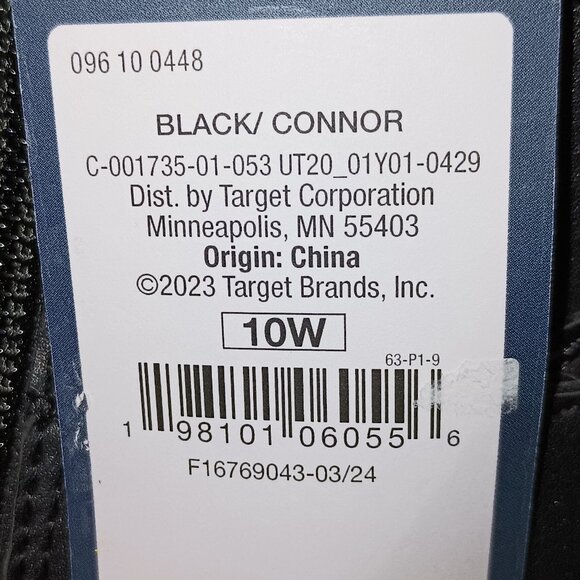 096 10 0448
BLACK/ CONNOR
C-001735-01-053 UT20_01Y01-0429
Dist. by Target Corporation
Minneapolis, MN 55403
Origin: China
©2023 Target Brands, Inc.
10W
63-P1-9
1 98101 06055 6
F16769043-03/24